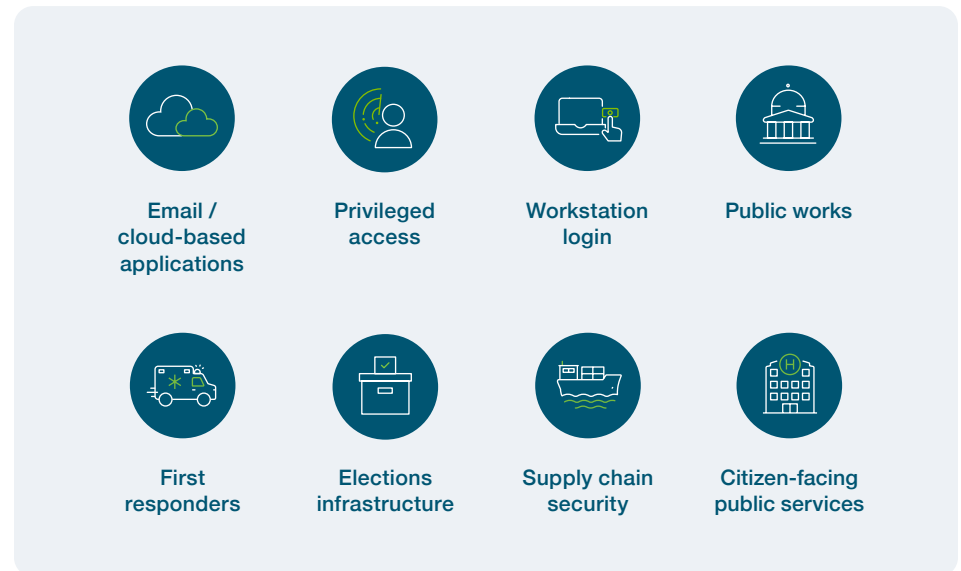 Email /
cloud-based
applications
Privileged
access
Workstation
login
Public works
H
First
responders
Elections
infrastructure
Supply chain
security
Citizen-facing
public services